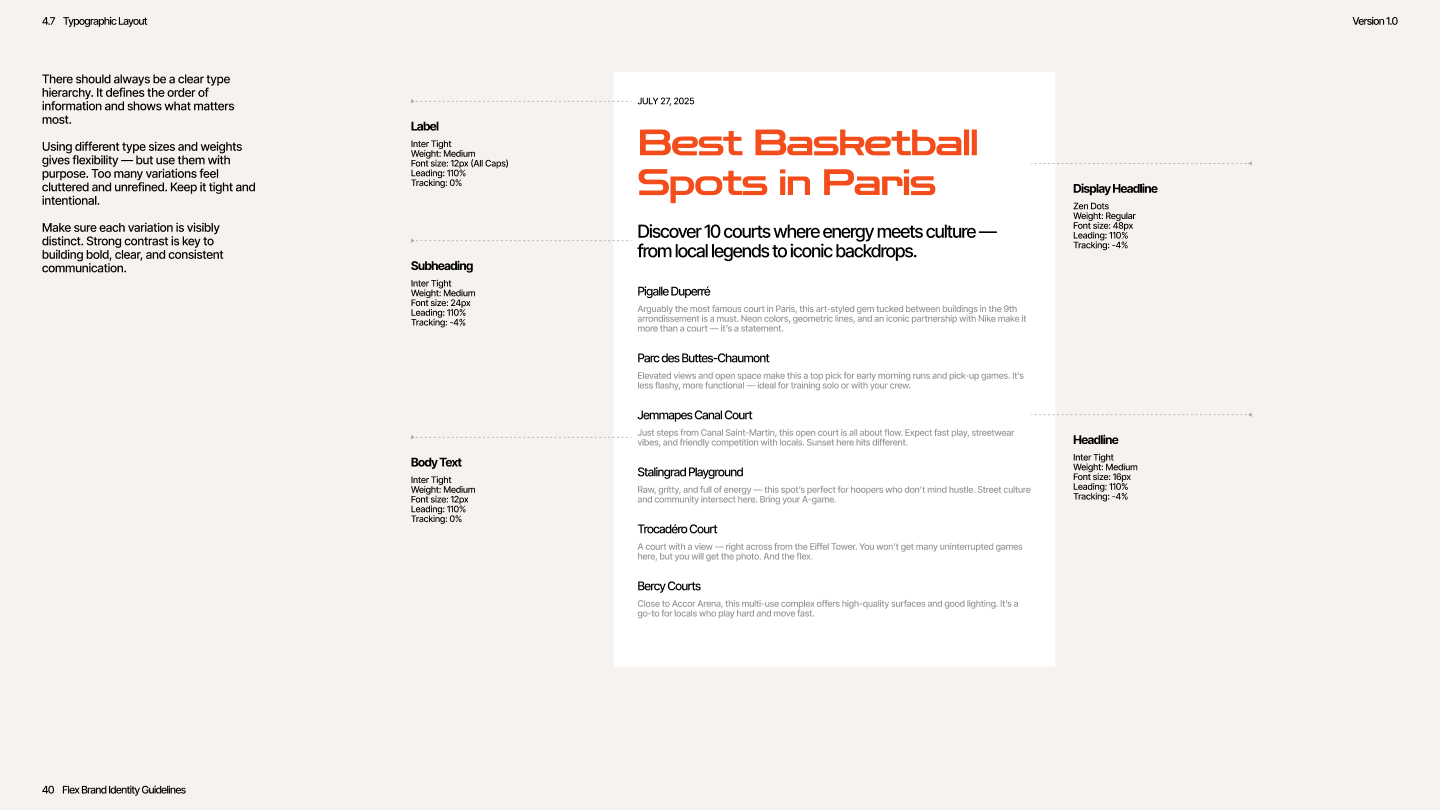 4.7 Typographic Layout
Version 1.0
There should always be a clear type
hierarchy. It defines the order of
information and shows what matters
most.
Using different type sizes and weights
gives flexibility — but use them with
purpose. Too many variations feel
cluttered and unrefined. Keep it tight and
intentional.
Make sure each variation is visibly
distinct. Strong contrast is key to
building bold, clear, and consistent
communication.
Label
Inter Tight
Weight: Medium
Font size: 12px (All Caps)
Leading: 110%
Tracking: 0%
Subheading
Inter Tight
Weight: Medium
Font size: 24px
Leading: 110%
Tracking: -4%
Body Text
Inter Tight
Weight: Medium
Font size: 12px
Leading: 110%
Tracking: 0%
JULY 27, 2025
Best Basketball
Spots in Paris
Discover 10 courts where energy meets culture —
from local legends to iconic backdrops.
Pigalle Duperré
Arguably the most famous court in Paris, this art-styled gem tucked between buildings in the 9th
arrondissement is a must. Neon colors, geometric lines, and an iconic partnership with Nike make it
more than a court — it's a statement.
Parc des Buttes-Chaumont
Elevated views and open space make this a top pick for early morning runs and pick-up games. It's
less flashy, more functional — ideal for training solo or with your crew.
Jemmapes Canal Court
Just steps from Canal Saint-Martin, this open court is all about flow. Expect fast play, streetwear
vibes, and friendly competition with locals. Sunset here hits different.
Stalingrad Playground
Raw, gritty, and full of energy — this spot's perfect for hoopers who don't mind hustle. Street culture
and community intersect here. Bring your A-game.
Trocadéro Court
A court with a view — right across from the Eiffel Tower. You won't get many uninterrupted games
here, but you will get the photo. And the flex.
Bercy Courts
Close to Accor Arena, this multi-use complex offers high-quality surfaces and good lighting. It's a
go-to for locals who play hard and move fast.
Display Headline
Zen Dots
Weight: Regular
Font size: 48px
Leading: 110%
Tracking: -4%
Headline
Inter Tight
Weight: Medium
Font size: 16px
Leading: 110%
Tracking: -4%
40 Flex Brand Identity Guidelines